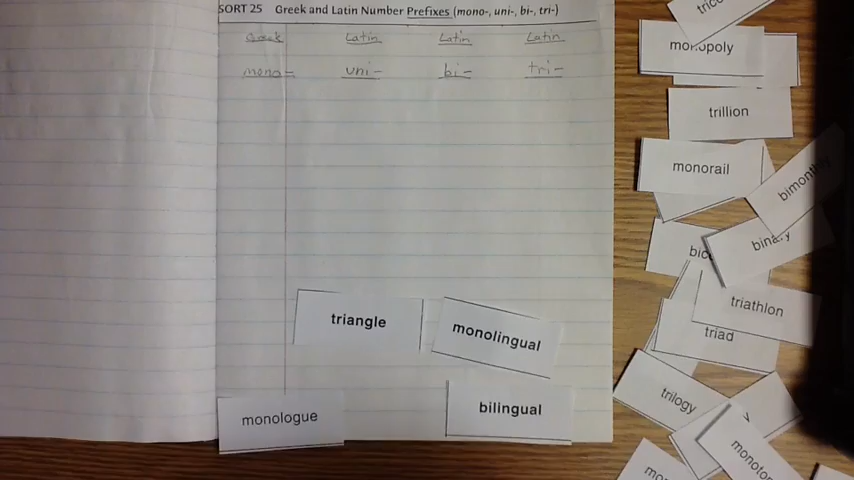 SORT 25 Greek and Latin Number Prefixes (mono-, uni-, bi-, tri-)
Greek Latin Latin Latin
mono- uni- bi- tri-
monopoly
trillion
monorail
bimonthly
binary
triathlon
triad
triangle
monolingual
trilogy
monologue
bilingual